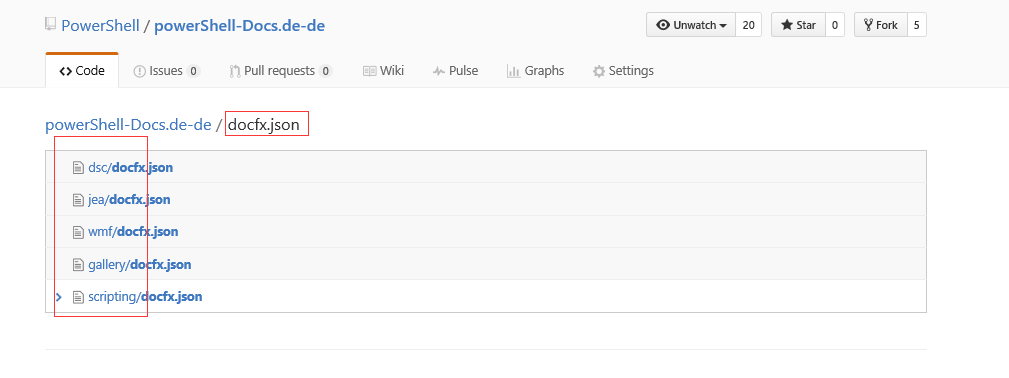 PowerShell / powerShell-Docs.de-de
Unwatch 20 Star 0 Fork 5
Code Issues 0 Pull requests 0 Wiki Pulse Graphs Settings
powerShell-Docs.de-de / docfx.json
dsc/docfx.json
jea/docfx.json
wmf/docfx.json
gallery/docfx.json
scripting/docfx.json